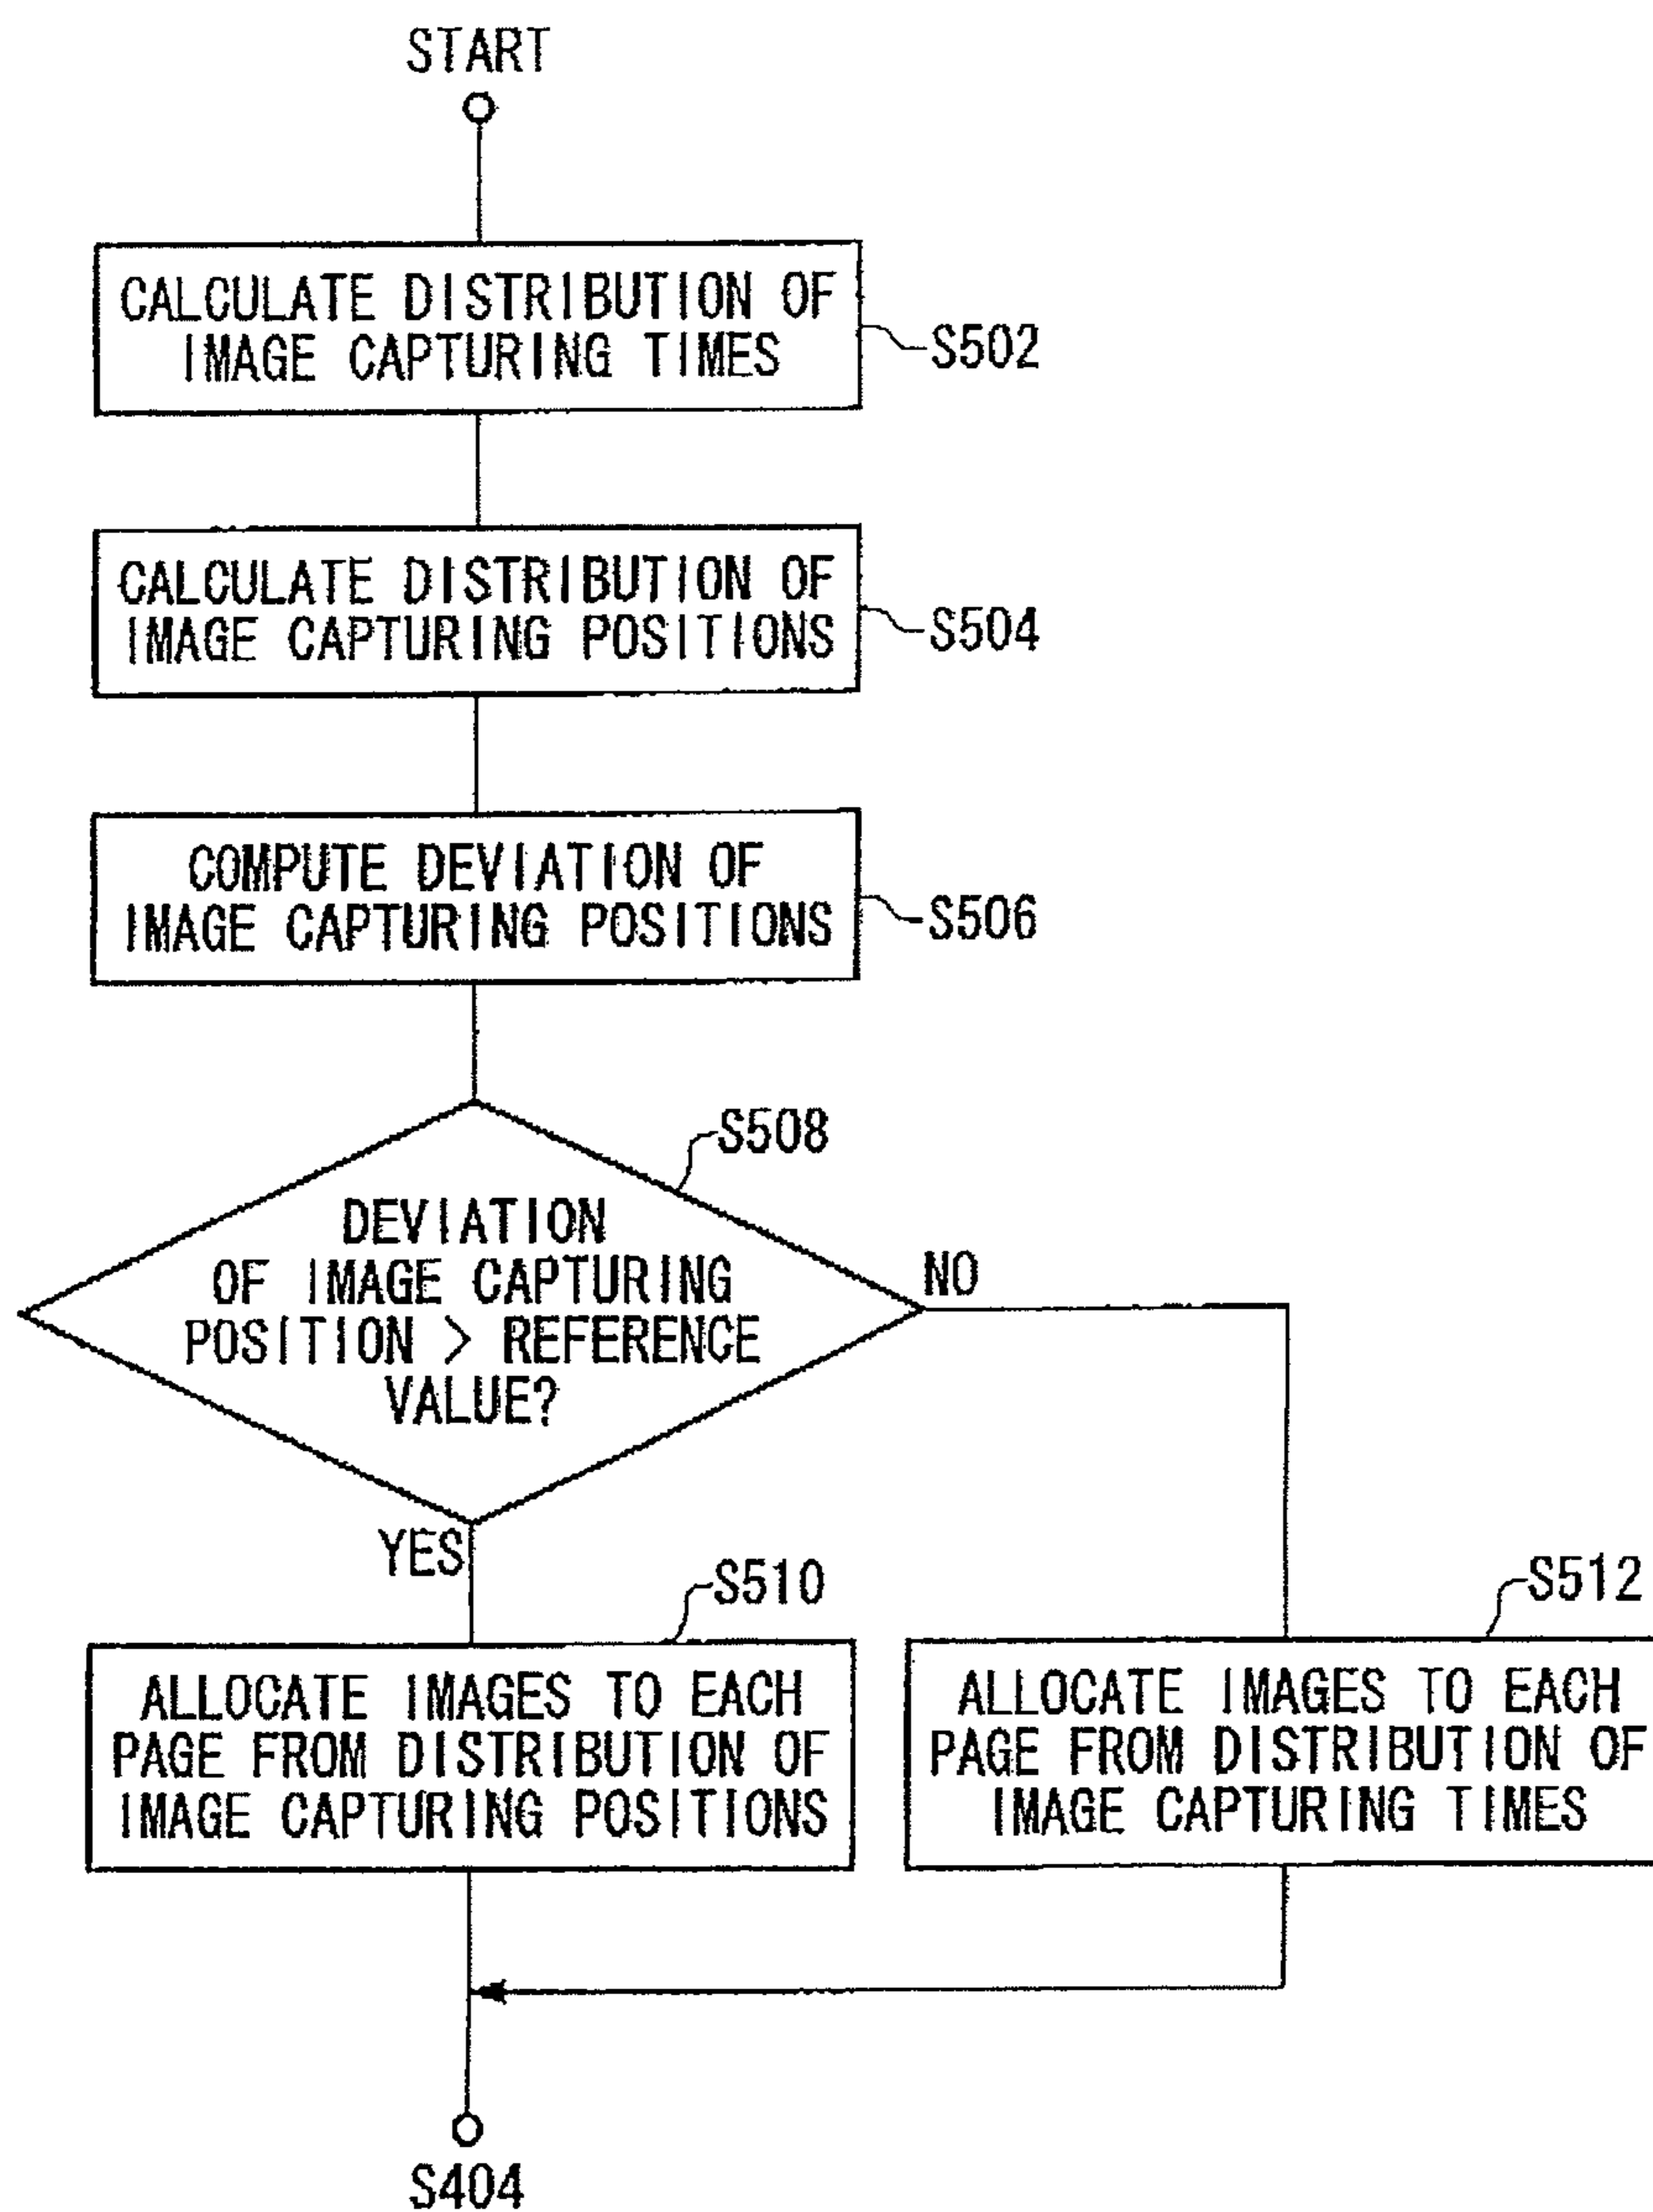 START
CALCULATE DISTRIBUTION OF
IMAGE CAPTURING TIMES
S502
CALCULATE DISTRIBUTION OF
IMAGE CAPTURING POSITIONS
S504
COMPUTE DEVIATION OF
IMAGE CAPTURING POSITIONS
S506
S508
DEVIATION
OF IMAGE CAPTURING
POSITION > REFERENCE
VALUE?
NO
YES
S510
S512
ALLOCATE IMAGES TO EACH
PAGE FROM DISTRIBUTION OF
IMAGE CAPTURING POSITIONS
ALLOCATE IMAGES TO EACH
PAGE FROM DISTRIBUTION OF
IMAGE CAPTURING TIMES
S404